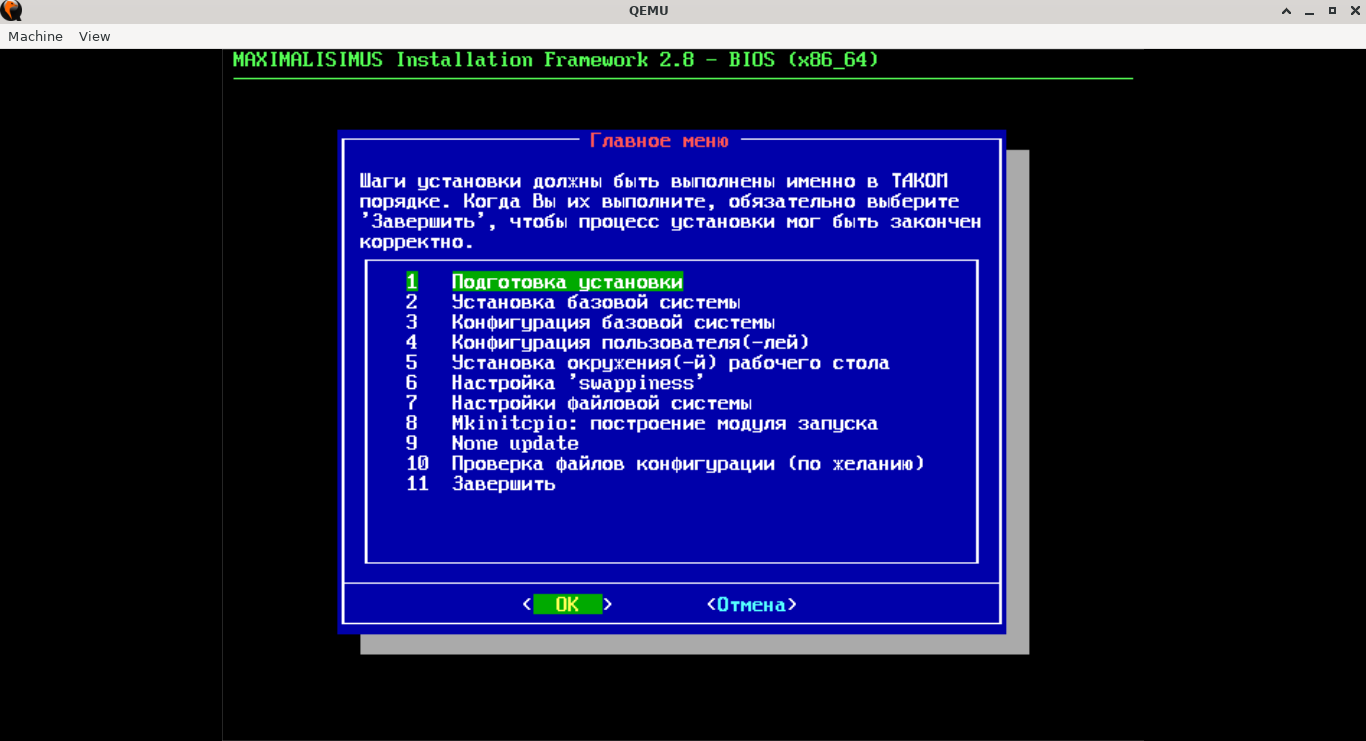 QEMU
Machine View
MAXIMALISIMUS Installation Framework 2.8 - BIOS (x86_64)
Главное меню
Шаги установки должны быть выполнены именно в ТАКОМ
порядке. Когда Вы их выполните, обязательно выберите
'Завершить', чтобы процесс установки мог быть закончен
корректно.
1 Подготовка установки
2 Установка базовой системы
3 Конфигурация базовой системы
4 Конфигурация пользователя(-лей)
5 Установка окружения(-й) рабочего стола
6 Настройка 'swappiness'
7 Настройки файловой системы
8 Mkinitcpio: построение модуля запуска
9 None update
10 Проверка файлов конфигурации (по желанию)
11 Завершить
< OK > <Отмена>